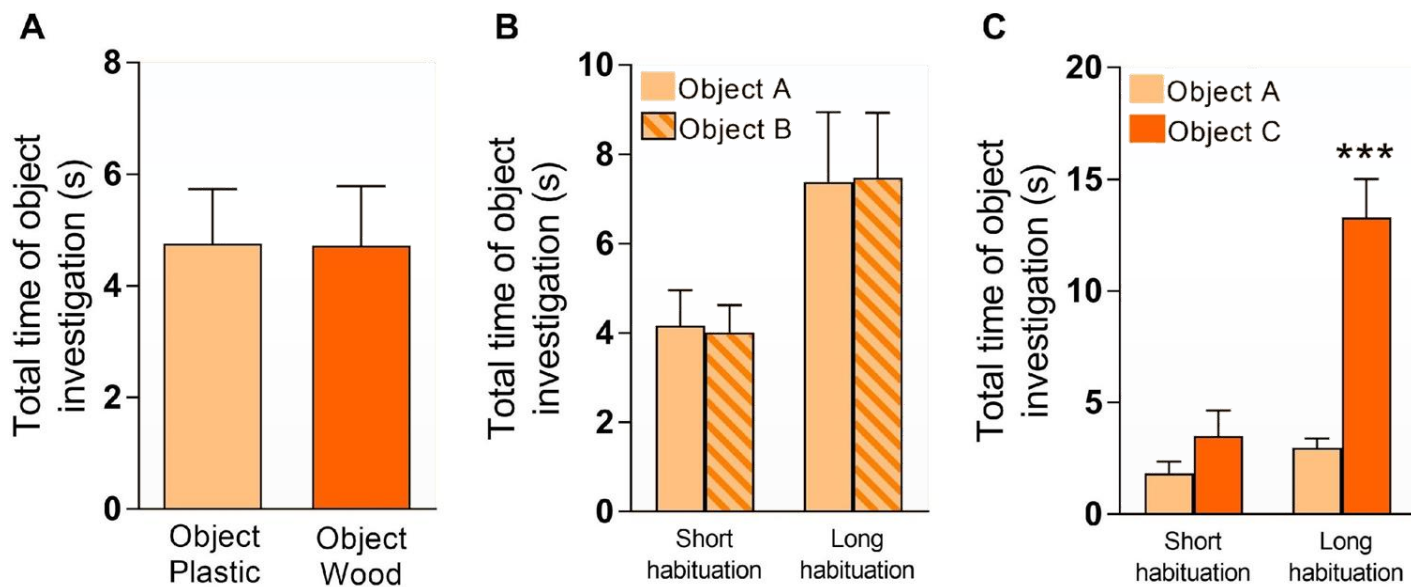 A
Total time of object
investigation (s)
8
6
4
2
0
Object
Plastic
Object
Wood
B
Total time of object
investigation (s)
10
8
6
4
2
0
Object A
Object B
Short
habituation
Long
habituation
C
Total time of object
investigation (s)
20
15
10
5
0
Object A
Object C
***
Short
habituation
Long
habituation